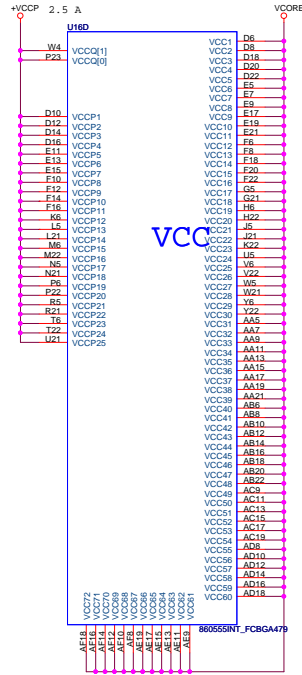 +VCCP 2.5 A
VCORE
U16D
W4 VCCQ[1]
P23 VCCQ[0]
D10 VCCP1
D12 VCCP2
D14 VCCP3
D16 VCCP4
E11 VCCP5
E13 VCCP6
E15 VCCP7
F10 VCCP8
F12 VCCP9
F14 VCCP10
F16 VCCP11
K6 VCCP12
L5 VCCP13
L21 VCCP14
M6 VCCP15
M22 VCCP16
N5 VCCP17
N21 VCCP18
P6 VCCP19
P22 VCCP20
R5 VCCP21
R21 VCCP22
T6 VCCP23
T22 VCCP24
U21 VCCP25
VCC
VCC1 D6
VCC2 D8
VCC3 D18
VCC4 D20
VCC5 D22
VCC6 E5
VCC7 E7
VCC8 E9
VCC9 E17
VCC10 E19
VCC11 E21
VCC12 F6
VCC13 F8
VCC14 F18
VCC15 F20
VCC16 F22
VCC17 G5
VCC18 G21
VCC19 H6
VCC20 H22
VCC21 J5
VCC22 J21
VCC23 K22
VCC24 U5
VCC25 V6
VCC26 V22
VCC27 W5
VCC28 W21
VCC29 Y6
VCC30 Y22
VCC31 AA5
VCC32 AA7
VCC33 AA9
VCC34 AA11
VCC35 AA13
VCC36 AA15
VCC37 AA17
VCC38 AA19
VCC39 AA21
VCC40 AB6
VCC41 AB8
VCC42 AB10
VCC43 AB12
VCC44 AB14
VCC45 AB16
VCC46 AB18
VCC47 AB20
VCC48 AB22
VCC49 AC9
VCC50 AC11
VCC51 AC13
VCC52 AC15
VCC53 AC17
VCC54 AC19
VCC55 AD8
VCC56 AD10
VCC57 AD12
VCC58 AD14
VCC59 AD16
VCC60 AD18
VCC72 AF18
VCC71 AF16
VCC70 AF14
VCC69 AF12
VCC68 AF10
VCC67 AF8
VCC66 AE19
VCC65 AE17
VCC64 AE15
VCC63 AE13
VCC62 AE11
VCC61 AE9
860555INT_FCBGA479